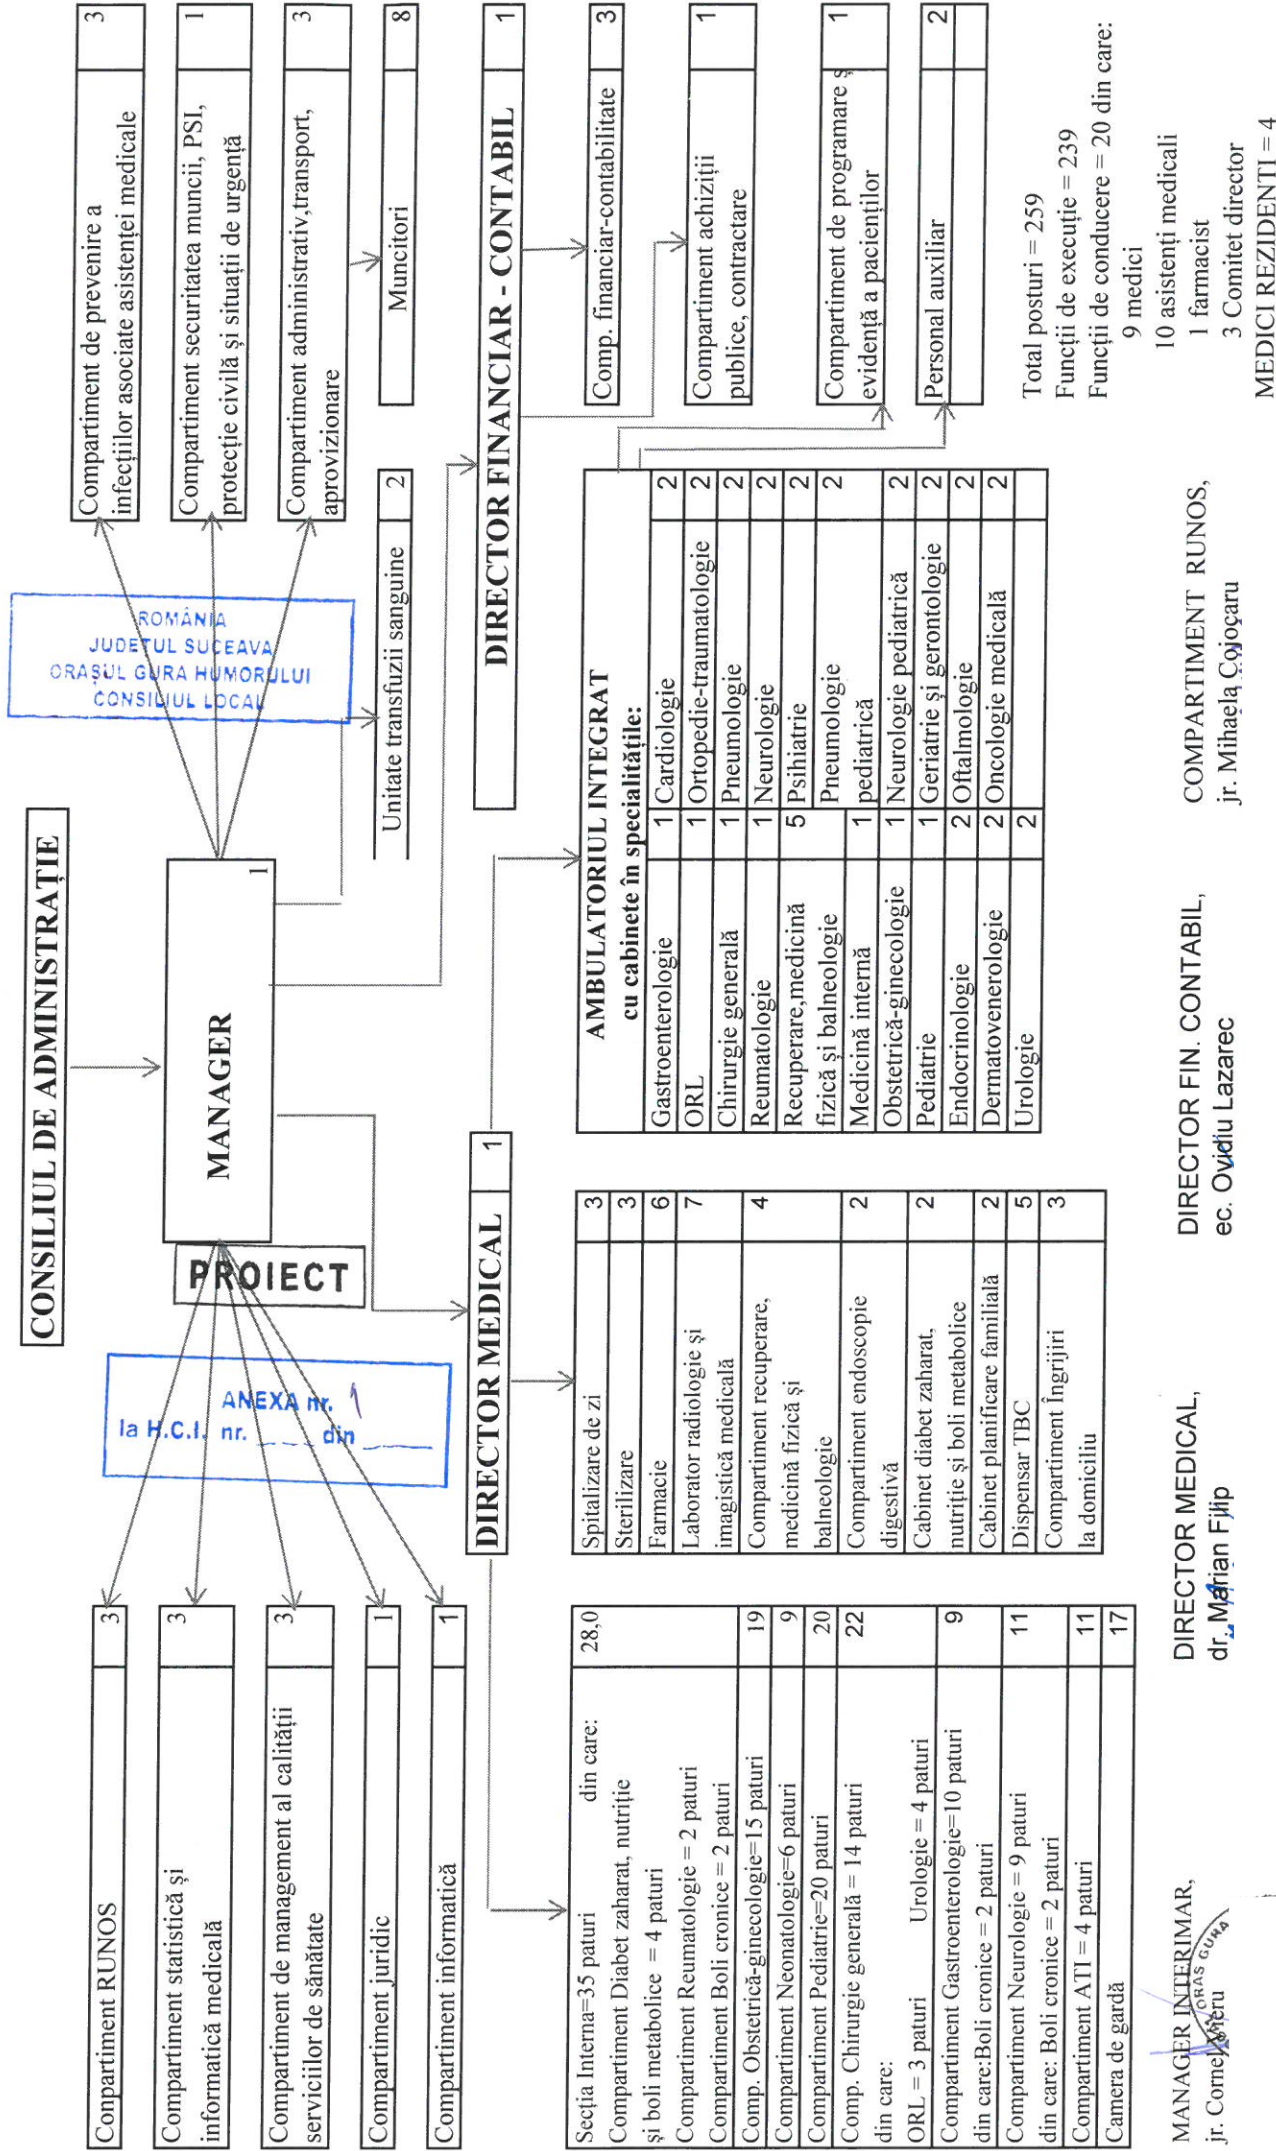 CONSILIUL DE ADMINISTRAȚIE
MANAGER
1
PROIECT
ANEXA nr. 1
la H.C.l. nr. ____ din ____
ROMÂNIA
JUDEȚUL SUCEAVA
ORAȘUL GURA HUMORULUI
CONSILIUL LOCAL
Conpartiment RUNOS 3
Compartiment statistică și 3
informatică medicală
Compartiment de management al calității 3
serviciilor de sănătate
Compartiment juridic 1
Compartiment informatică 1
Compartiment de prevenire a 3
infecțiilor asociate asistenței medicale
Compartiment securitatea muncii, PSI, 1
protecție civilă și situații de urgență
Compartiment administrativ,transport, 3
aprovizionare
Muncitori 8
Unitate transfuzii sanguine 2
DIRECTOR MEDICAL 1
DIRECTOR FINANCIAR - CONTABIL 1
Secția Interna=35 paturi din care: 28,0
Compartiment Diabet zaharat, nutriție
și boli metabolice = 4 paturi
Compartiment Reumatologie = 2 paturi
Compartiment Boli cronice = 2 paturi
Comp. Obstetrică-ginecologie=15 paturi 19
Compartiment Neonatologie=6 paturi 9
Compartiment Pediatrie=20 paturi 20
Comp. Chirurgie generală = 14 paturi 22
din care:
ORL = 3 paturi Urologie = 4 paturi
Compartiment Gastroenterologie=10 paturi 9
din care:Boli cronice = 2 paturi
Compartiment Neurologie = 9 paturi 11
din care: Boli cronice = 2 paturi
Compartiment ATI = 4 paturi 11
Camera de gardă 17
Spitalizare de zi 3
Sterilizare 3
Farmacie 6
Laborator radiologie și 7
imagistică medicală
Compartiment recuperare, 4
medicină fizică și
balneologie
Compartiment endoscopie 2
digestivă
Cabinet diabet zaharat, 2
nutriție și boli metabolice
Cabinet planificare familială 2
Dispensar TBC 5
Compartiment Îngrijiri 3
la domiciliu
AMBULATORIUL INTEGRAT
cu cabinete în specialitățile:
Gastroenterologie 1 Cardiologie 2
ORL 1 Ortopedie-traumatologie 2
Chirurgie generală 1 Pneumologie 2
Reumatologie 1 Neurologie 2
Recuperare,medicină 5 Psihiatrie 2
fizică și balneologie Pneumologie 2
Medicină internă 1 pediatrică
Obstetrică-ginecologie 1 Neurologie pediatrică 2
Pediatrie 1 Geriatrie și gerontologie 2
Endocrinologie 2 Oftalmologie 2
Dermatovenerologie 2 Oncologie medicală 2
Urologie 2
Comp. financiar-contabilitate 3
Compartiment achiziții 1
publice, contractare
Compartiment de programare ș 1
evidență a pacienților
Personal auxiliar 2
Total posturi = 259
Funcții de execuție = 239
Funcții de conducere = 20 din care:
9 medici
10 asistenți medicali
1 farmacist
3 Comitet director
MEDICI REZIDENTI = 4
MANAGER INTERIMAR,
jr. Cornel
ORAȘ GURA
DIRECTOR MEDICAL,
dr. Marian Filip
DIRECTOR FIN. CONTABIL,
ec. Ovidiu Lazarec
COMPARTIMENT RUNOS,
jr. Mihaela Cojocaru